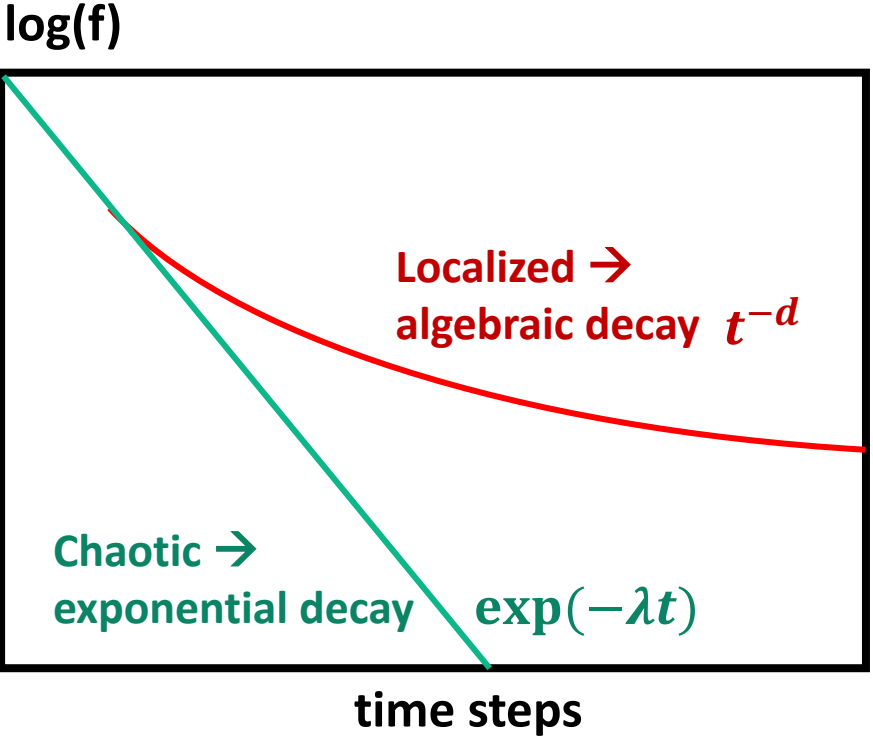 log(f)
Localized →
algebraic decay t⁻ᵈ
Chaotic →
exponential decay exp(−λt)
time steps